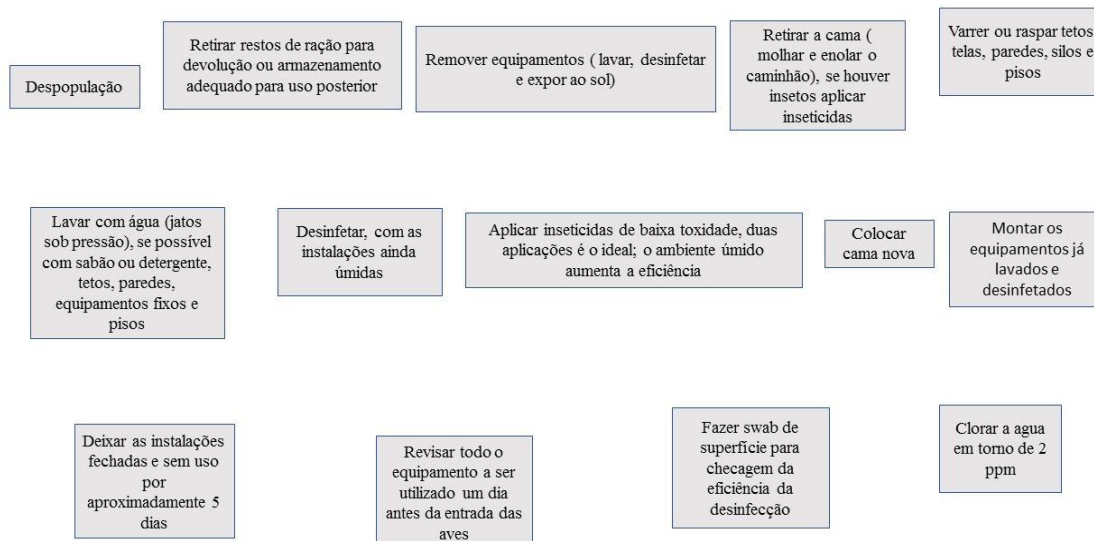 Despopulação
Retirar restos de ração para
devolução ou armazenamento
adequado para uso posterior
Remover equipamentos ( lavar, desinfetar
e expor ao sol)
Retirar a cama (
molhar e enolar o
caminhão), se houver
insetos aplicar
inseticidas
Varrer ou raspar tetos
telas, paredes, silos e
pisos
Lavar com água (jatos
sob pressão), se possível
com sabão ou detergente,
tetos, paredes,
equipamentos fixos e
pisos
Desinfetar, com as
instalações ainda
úmidas
Aplicar inseticidas de baixa toxidade, duas
aplicações é o ideal; o ambiente úmido
aumenta a eficiência
Colocar
cama nova
Montar os
equipamentos já
lavados e
desinfetados
Deixar as instalações
fechadas e sem uso
por
aproximadamente 5
dias
Revisar todo o
equipamento a ser
utilizado um dia
antes da entrada das
aves
Fazer swab de
superfície para
checagem da
eficiência da
desinfecção
Clorar a agua
em torno de 2
ppm